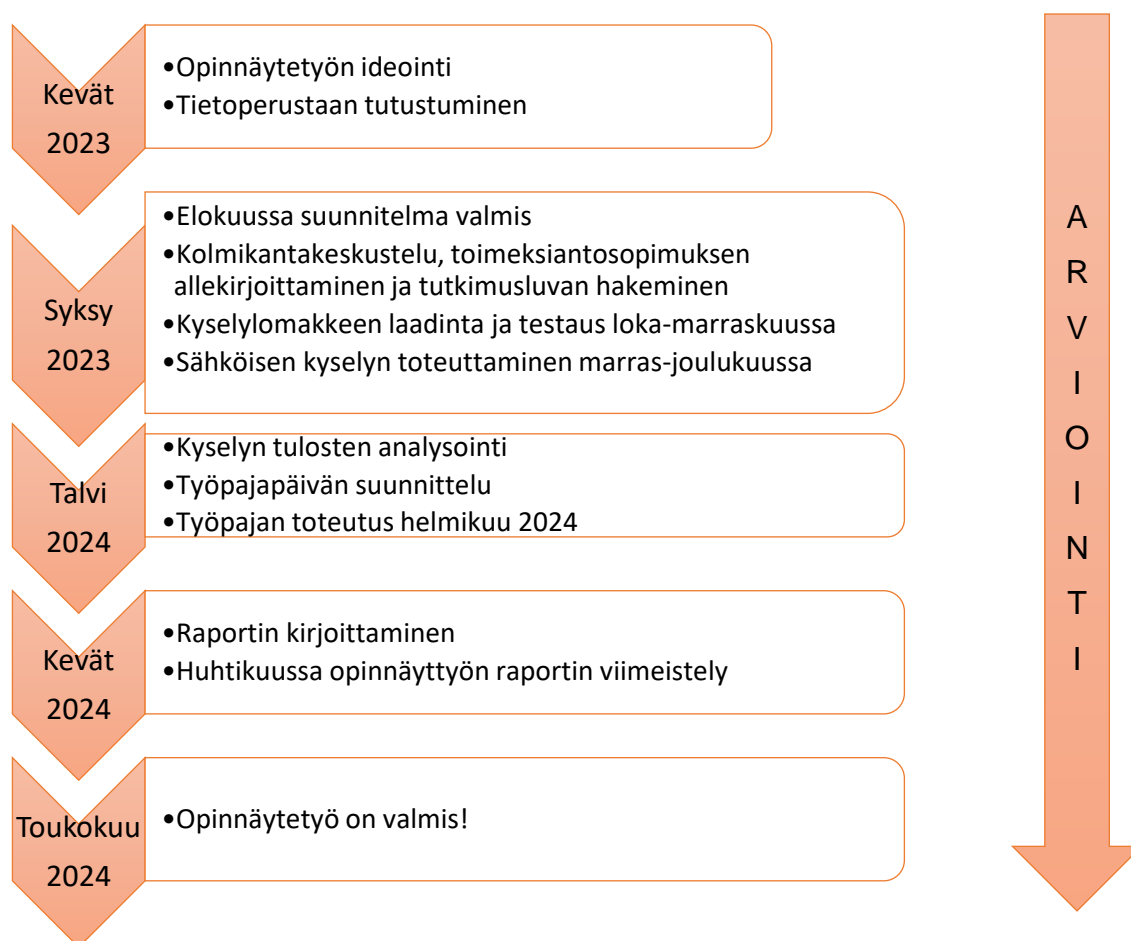 Kevät
2023
•Opinnäytetyön ideointi
•Tietoperustaan tutustuminen
Syksy
2023
•Elokuussa suunnitelma valmis
•Kolmikantakeskustelu, toimeksiantosopimuksen
allekirjoittaminen ja tutkimusluvan hakeminen
•Kyselylomakkeen laadinta ja testaus loka-marraskuussa
•Sähköisen kyselyn toteuttaminen marras-joulukuussa
Talvi
2024
•Kyselyn tulosten analysointi
•Työpajapäivän suunnittelu
•Työpajan toteutus helmikuu 2024
Kevät
2024
•Raportin kirjoittaminen
•Huhtikuussa opinnäyttyön raportin viimeistely
Toukokuu
2024
•Opinnäytetyö on valmis!
A
R
V
I
O
I
N
T
I